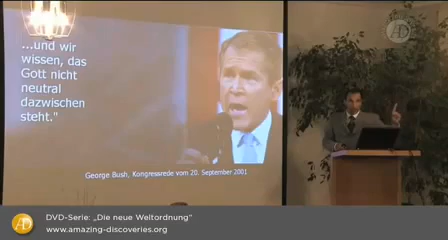 ...und wir
wissen, das
Gott nicht
neutral
dazwischen
steht."
George Bush, Kongressrede vom 20. September 2001
AD
DVD-Serie: „Die neue Weltordnung"
www.amazing-discoveries.org